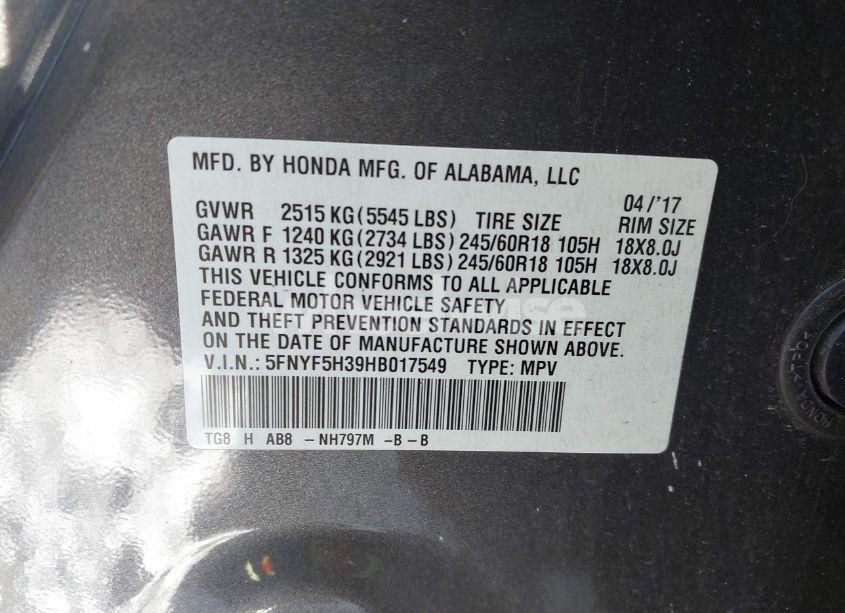 MFD. BY HONDA MFG. OF ALABAMA, LLC
04/'17
GVWR 2515 KG(5545 LBS) TIRE SIZE RIM SIZE
GAWR F 1240 KG(2734 LBS) 245/60R18 105H 18X8.0J
GAWR R 1325 KG(2921 LBS) 245/60R18 105H 18X8.0J
THIS VEHICLE CONFORMS TO ALL APPLICABLE
FEDERAL MOTOR VEHICLE SAFETY
AND THEFT PREVENTION STANDARDS IN EFFECT
ON THE DATE OF MANUFACTURE SHOWN ABOVE.
V.I.N.: 5FNYF5H39HB017549 TYPE: MPV
TG8 H AB8 -NH797M -B-B